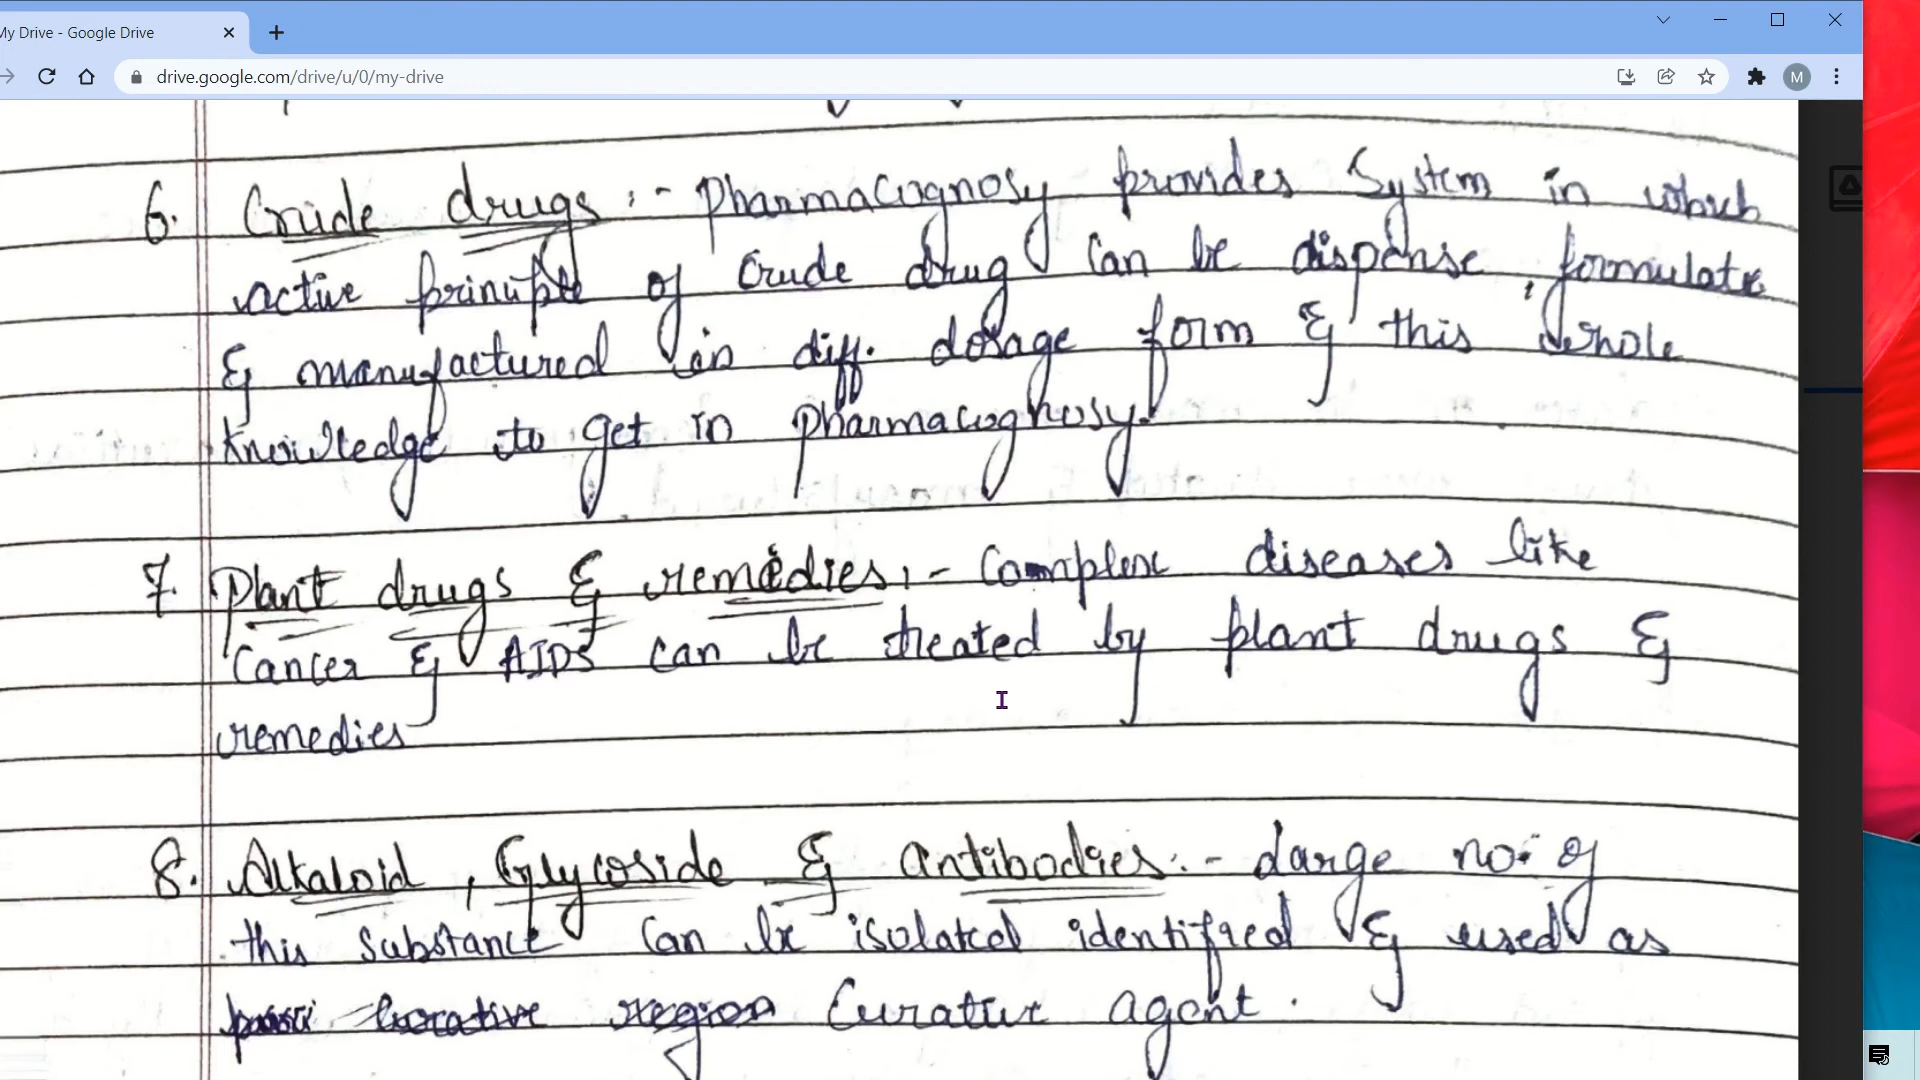 My Drive - Google Drive
drive.google.com/drive/u/0/my-drive
M
6. Crude drugs :- Pharmacognosy provides System in which
active principle of crude drug can be dispense, formulate
& manufactured in diff. dosage form & this whole
knowledge to get in pharmacognosy.
7. Plant drugs & remedies :- Complex diseases like
Cancer & AIDS can be treated by plant drugs &
remedies
8. Alkaloid, Glycoside & antibodies :- Large no. of
this substance can be isolated identified & used as
curative agent.